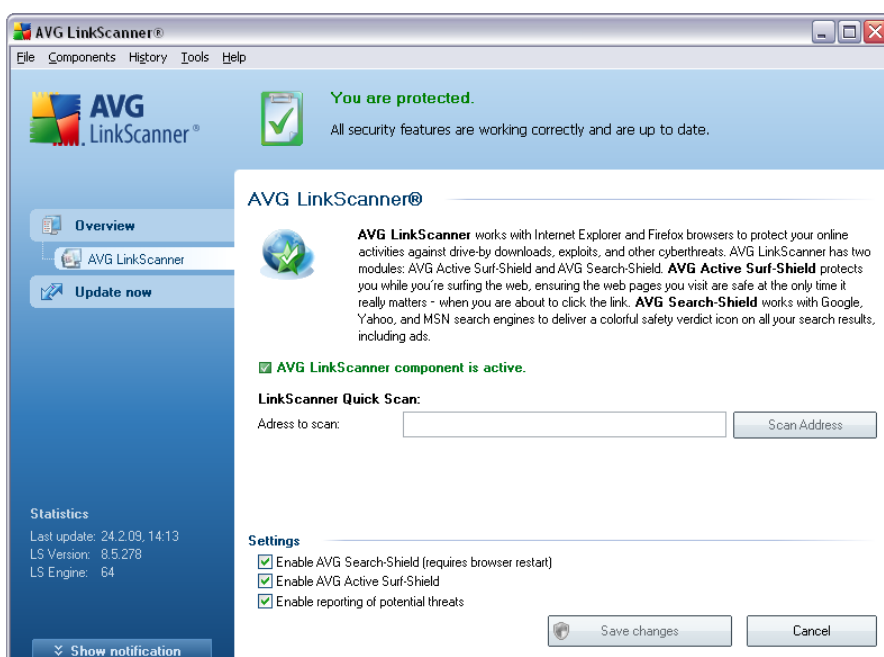 AVG LinkScanner®
File Components History Tools Help
AVG
LinkScanner®
You are protected.
All security features are working correctly and are up to date.
Overview
AVG LinkScanner
Update now
AVG LinkScanner®
AVG LinkScanner works with Internet Explorer and Firefox browsers to protect your online
activities against drive-by downloads, exploits, and other cyberthreats. AVG LinkScanner has two
modules: AVG Active Surf-Shield and AVG Search-Shield. AVG Active Surf-Shield protects
you while you're surfing the web, ensuring the web pages you visit are safe at the only time it
really matters - when you are about to click the link. AVG Search-Shield works with Google,
Yahoo, and MSN search engines to deliver a colorful safety verdict icon on all your search results,
including ads.
AVG LinkScanner component is active.
LinkScanner Quick Scan:
Adress to scan:
Scan Address
Statistics
Last update: 24.2.09, 14:13
LS Version: 8.5.278
LS Engine: 64
Settings
Enable AVG Search-Shield (requires browser restart)
Enable AVG Active Surf-Shield
Enable reporting of potential threats
Save changes
Cancel
Show notification